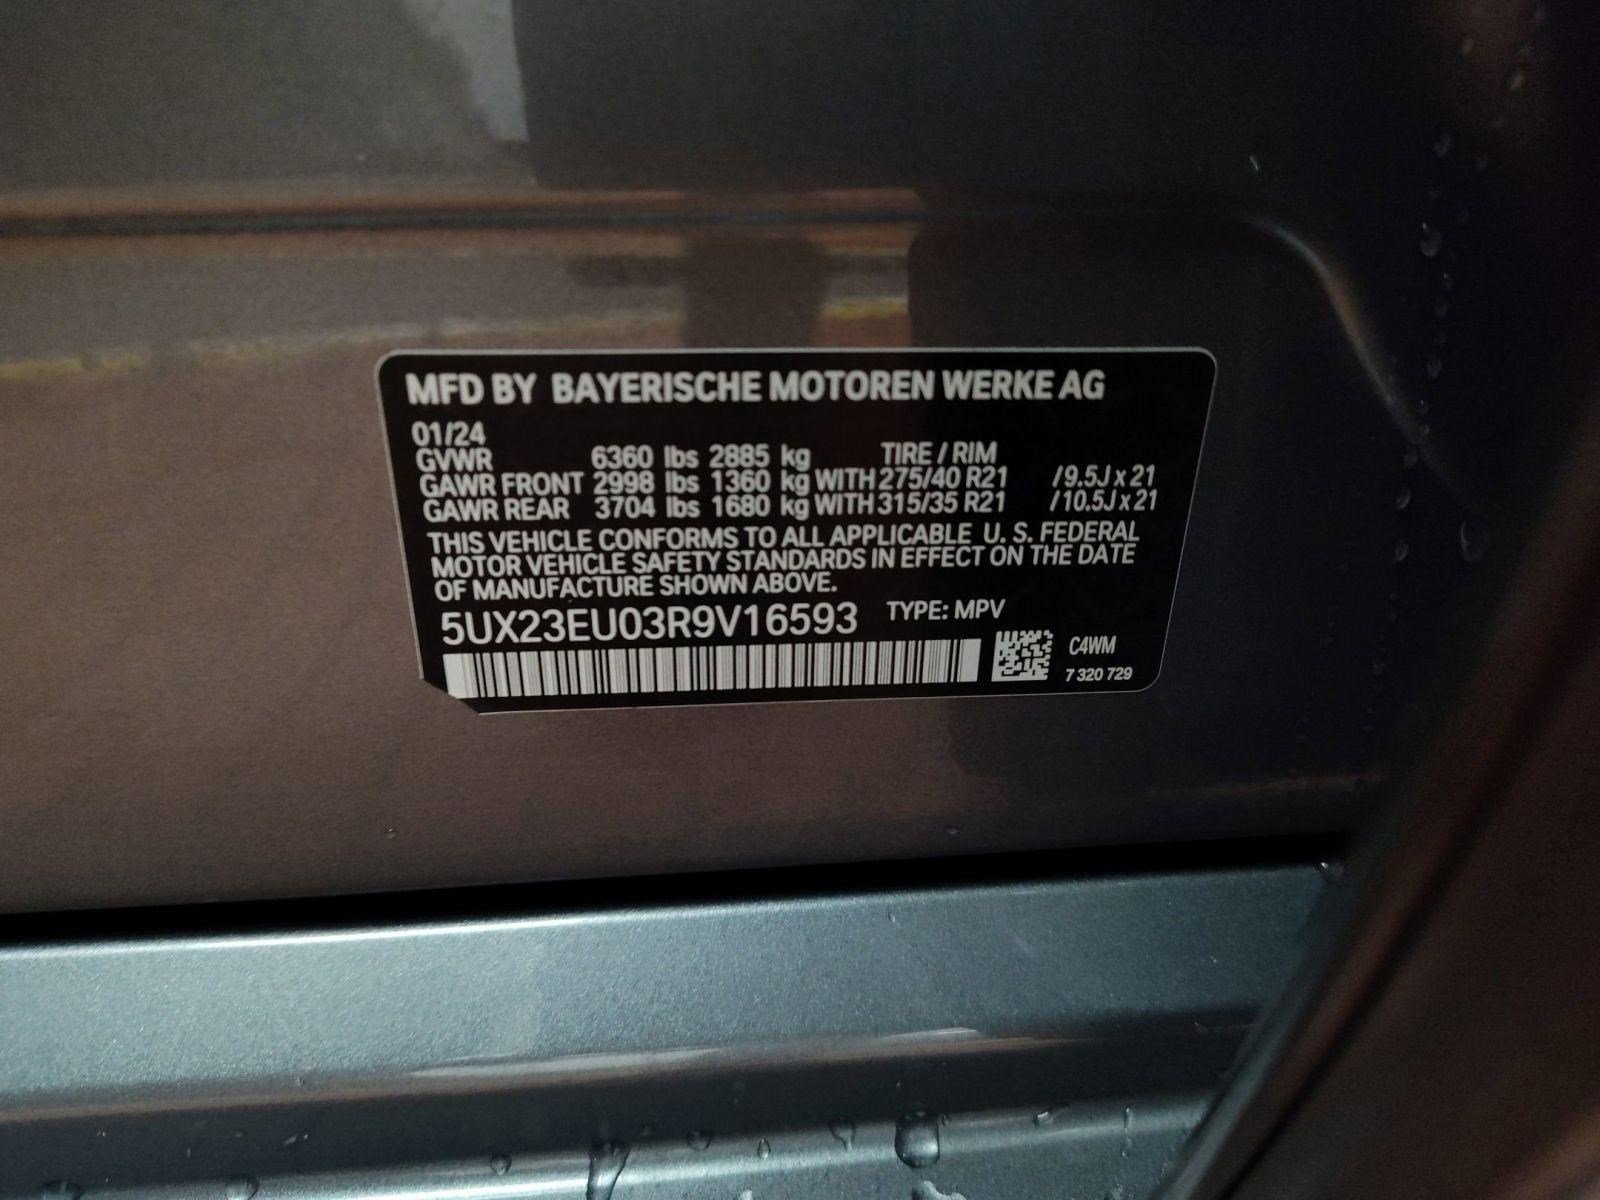 MFD BY BAYERISCHE MOTOREN WERKE AG
01/24
GVWR 6360 lbs 2885 kg TIRE / RIM
GAWR FRONT 2998 lbs 1360 kg WITH 275/40 R21 /9.5J x 21
GAWR REAR 3704 lbs 1680 kg WITH 315/35 R21 /10.5J x 21
THIS VEHICLE CONFORMS TO ALL APPLICABLE U. S. FEDERAL
MOTOR VEHICLE SAFETY STANDARDS IN EFFECT ON THE DATE
OF MANUFACTURE SHOWN ABOVE.
5UX23EU03R9V16593 TYPE: MPV
C4WM
7 320 729